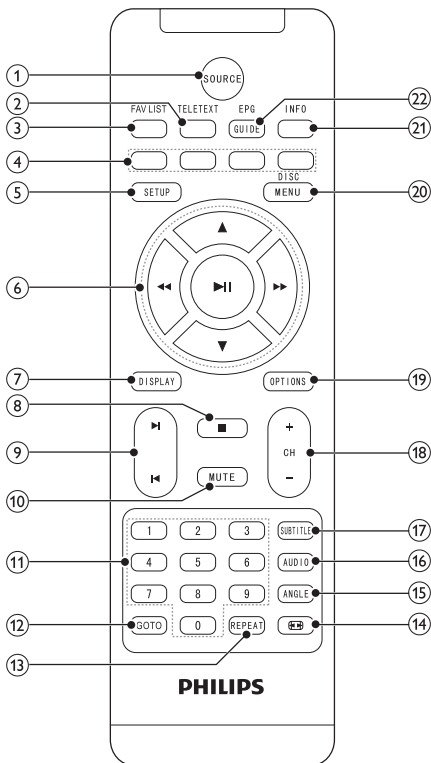 1
SOURCE
2
FAV LIST TELETEXT EPG INFO
22
3
GUIDE
21
4
DISC
5
SETUP
MENU
20
6
7
DISPLAY
OPTIONS
19
8
9
+
CH
-
18
10
MUTE
11
1 2 3
SUBTITLE
17
4 5 6
AUDIO
16
7 8 9
ANGLE
15
12
GOTO
0
REPEAT
14
13
PHILIPS